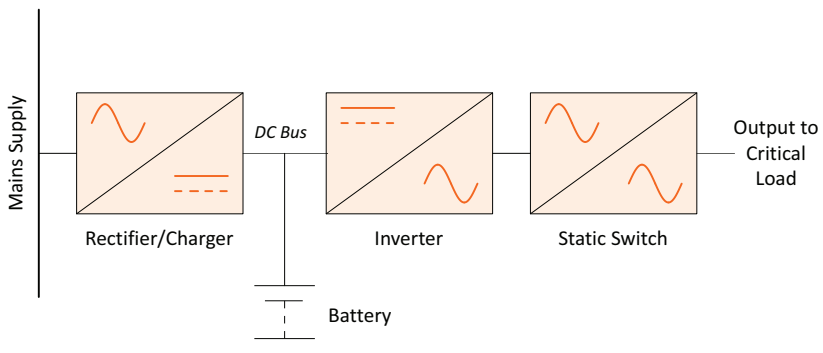 Mains Supply
DC Bus
Output to
Critical
Load
Rectifier/Charger
Inverter
Static Switch
Battery